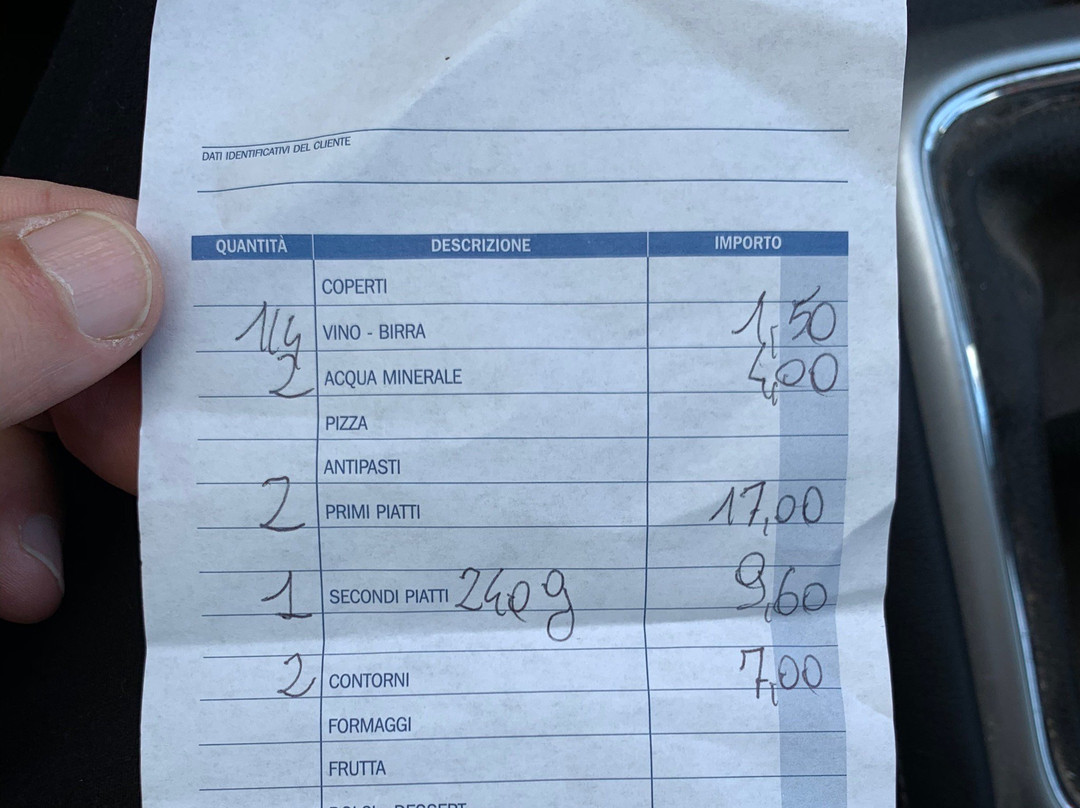 DATI IDENTIFICATIVI DEL CLIENTE
QUANTITÀ DESCRIZIONE IMPORTO
COPERTI
1/4 VINO - BIRRA 1,50
2 ACQUA MINERALE 4,00
PIZZA
ANTIPASTI
2 PRIMI PIATTI 17,00
1 SECONDI PIATTI 240g 9,60
2 CONTORNI 7,00
FORMAGGI
FRUTTA
DOLCI - DESSERT